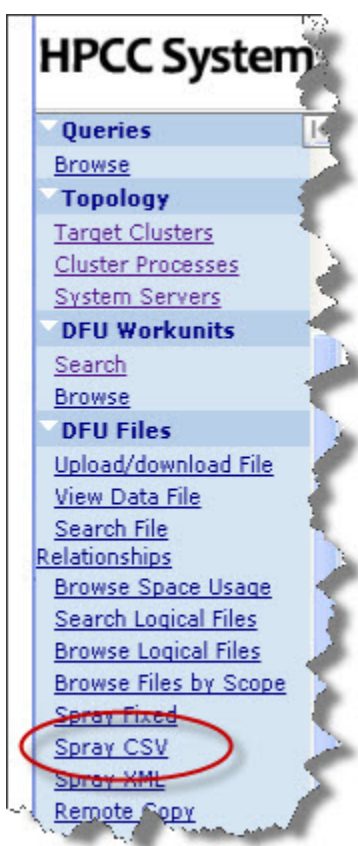 HPCC System
Queries
Browse
Topology
Target Clusters
Cluster Processes
System Servers
DFU Workunits
Search
Browse
DFU Files
Upload/download File
View Data File
Search File
Relationships
Browse Space Usage
Search Logical Files
Browse Logical Files
Browse Files by Scope
Spray Fixed
Spray CSV
Spray XML
Remote Copy